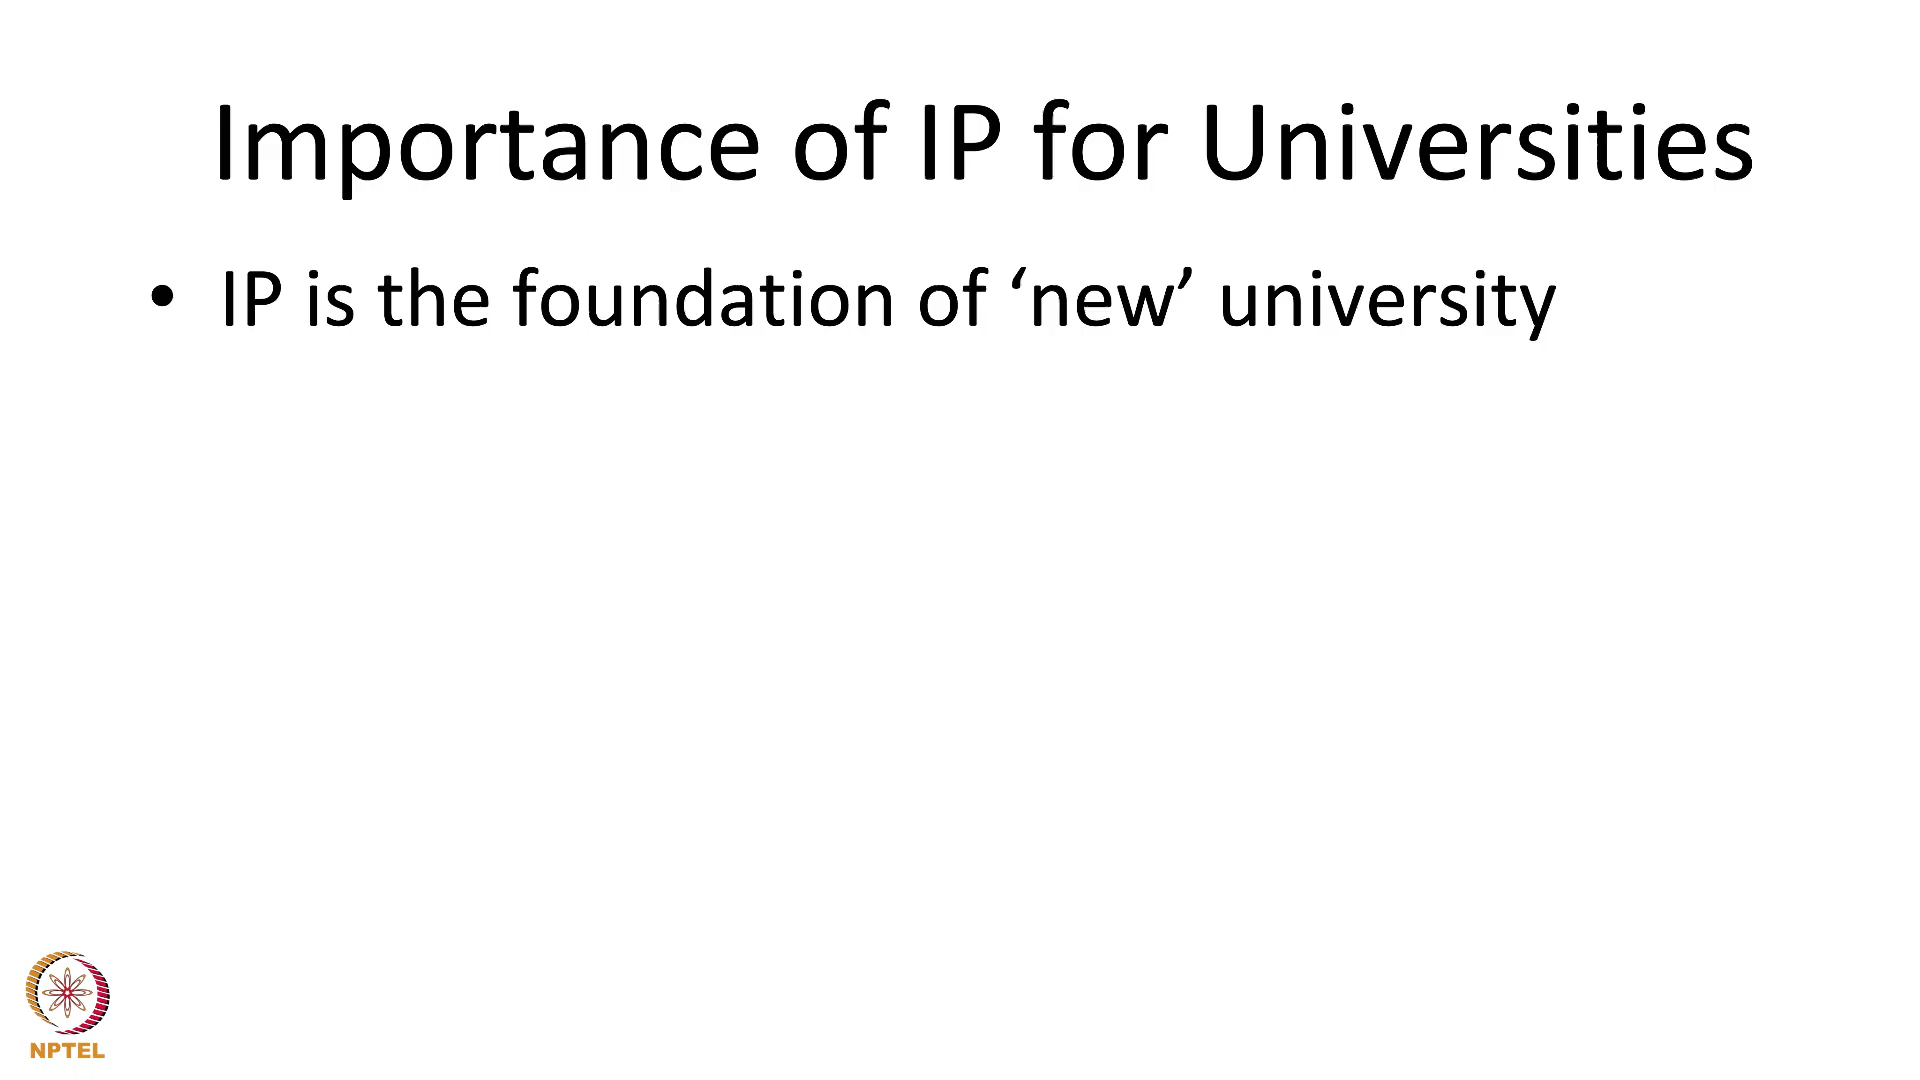 Importance of IP for Universities
• IP is the foundation of ‘new’ university
NPTEL